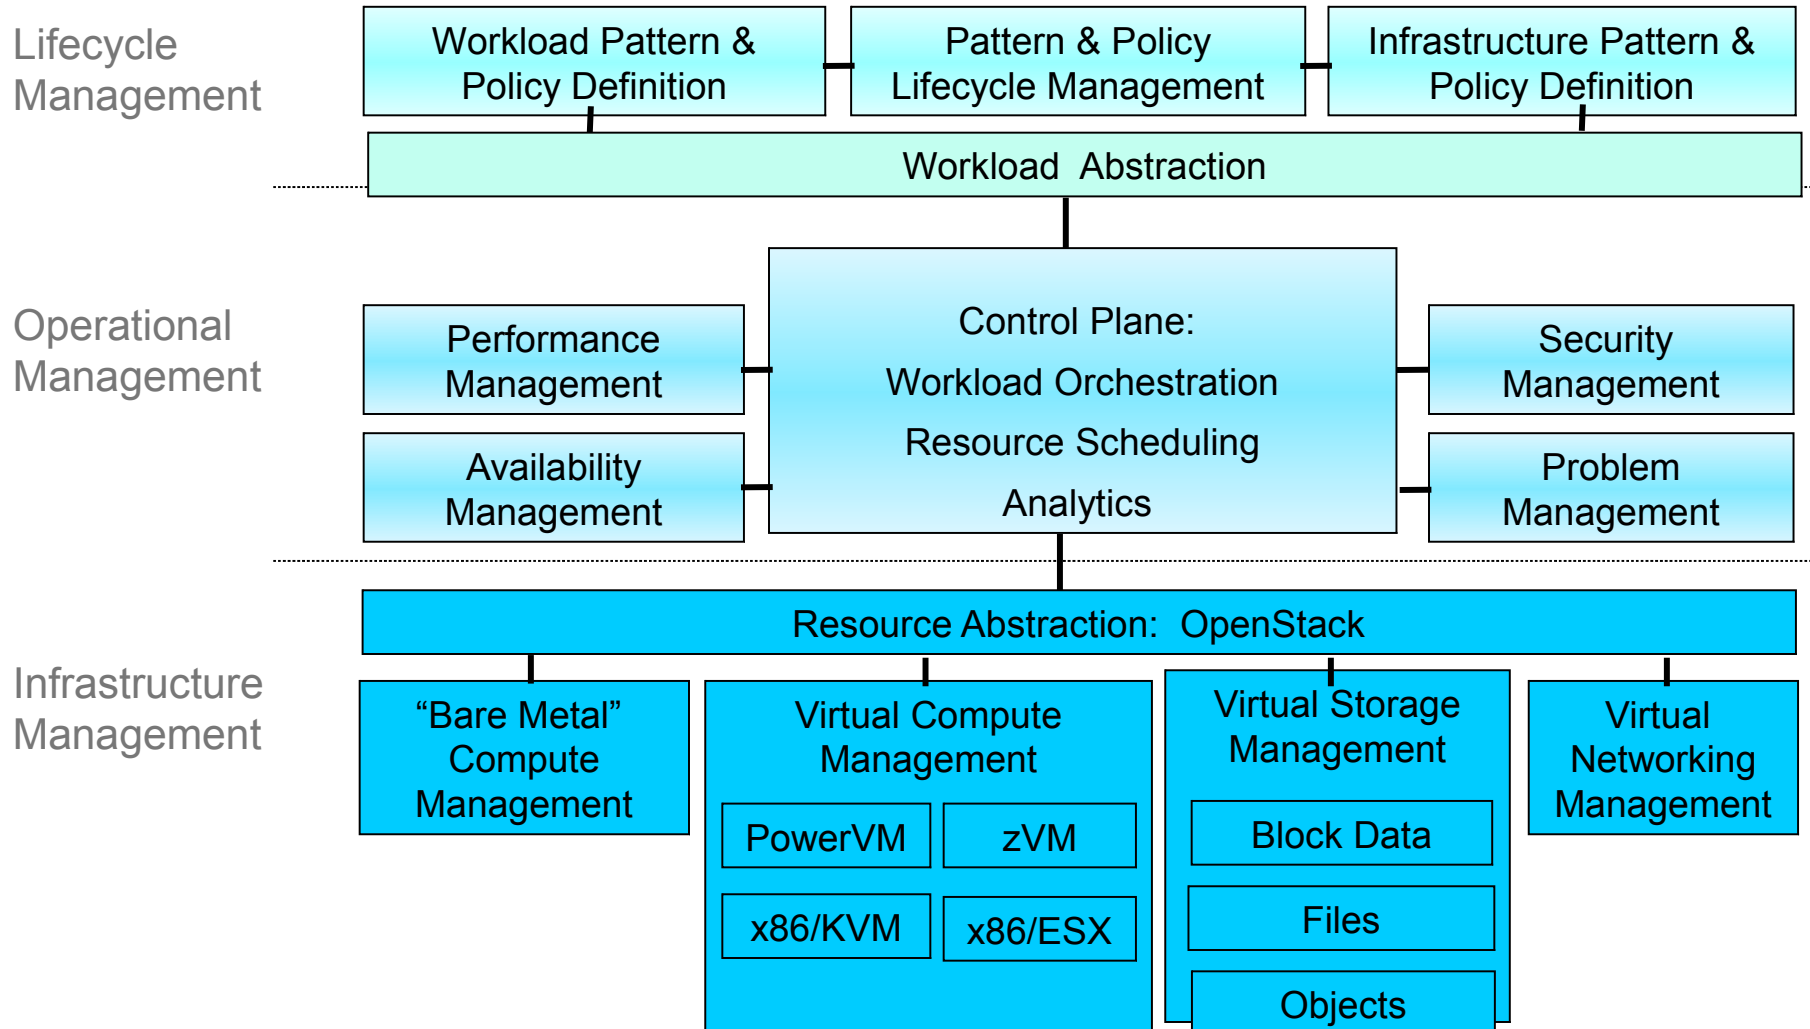 Lifecycle
Management
Workload Pattern &
Policy Definition
Pattern & Policy
Lifecycle Management
Infrastructure Pattern &
Policy Definition
Workload Abstraction
Operational
Management
Performance
Management
Availability
Management
Control Plane:
Workload Orchestration
Resource Scheduling
Analytics
Security
Management
Problem
Management
Infrastructure
Management
Resource Abstraction: OpenStack
“Bare Metal”
Compute
Management
Virtual Compute
Management
PowerVM
zVM
x86/KVM
x86/ESX
Virtual Storage
Management
Block Data
Files
Objects
Virtual
Networking
Management